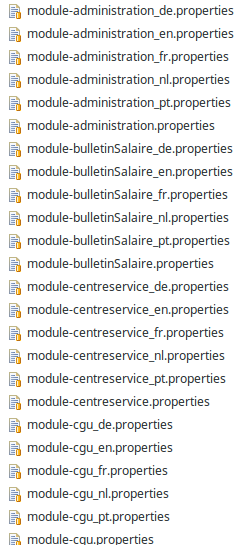 module-administration_de.properties
module-administration_en.properties
module-administration_fr.properties
module-administration_nl.properties
module-administration_pt.properties
module-administration.properties
module-bulletinSalaire_de.properties
module-bulletinSalaire_en.properties
module-bulletinSalaire_fr.properties
module-bulletinSalaire_nl.properties
module-bulletinSalaire_pt.properties
module-bulletinSalaire.properties
module-centreservice_de.properties
module-centreservice_en.properties
module-centreservice_fr.properties
module-centreservice_nl.properties
module-centreservice_pt.properties
module-centreservice.properties
module-cgu_de.properties
module-cgu_en.properties
module-cgu_fr.properties
module-cgu_nl.properties
module-cgu_pt.properties
module-cgu.properties